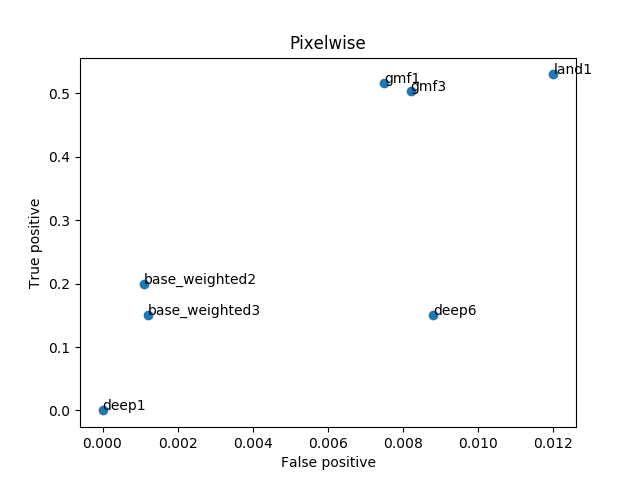 Pixelwise
land1
gmf1
gmf3
base_weighted2
base_weighted3
deep6
deep1
True positive
0.5
0.4
0.3
0.2
0.1
0.0
0.000 0.002 0.004 0.006 0.008 0.010 0.012
False positive